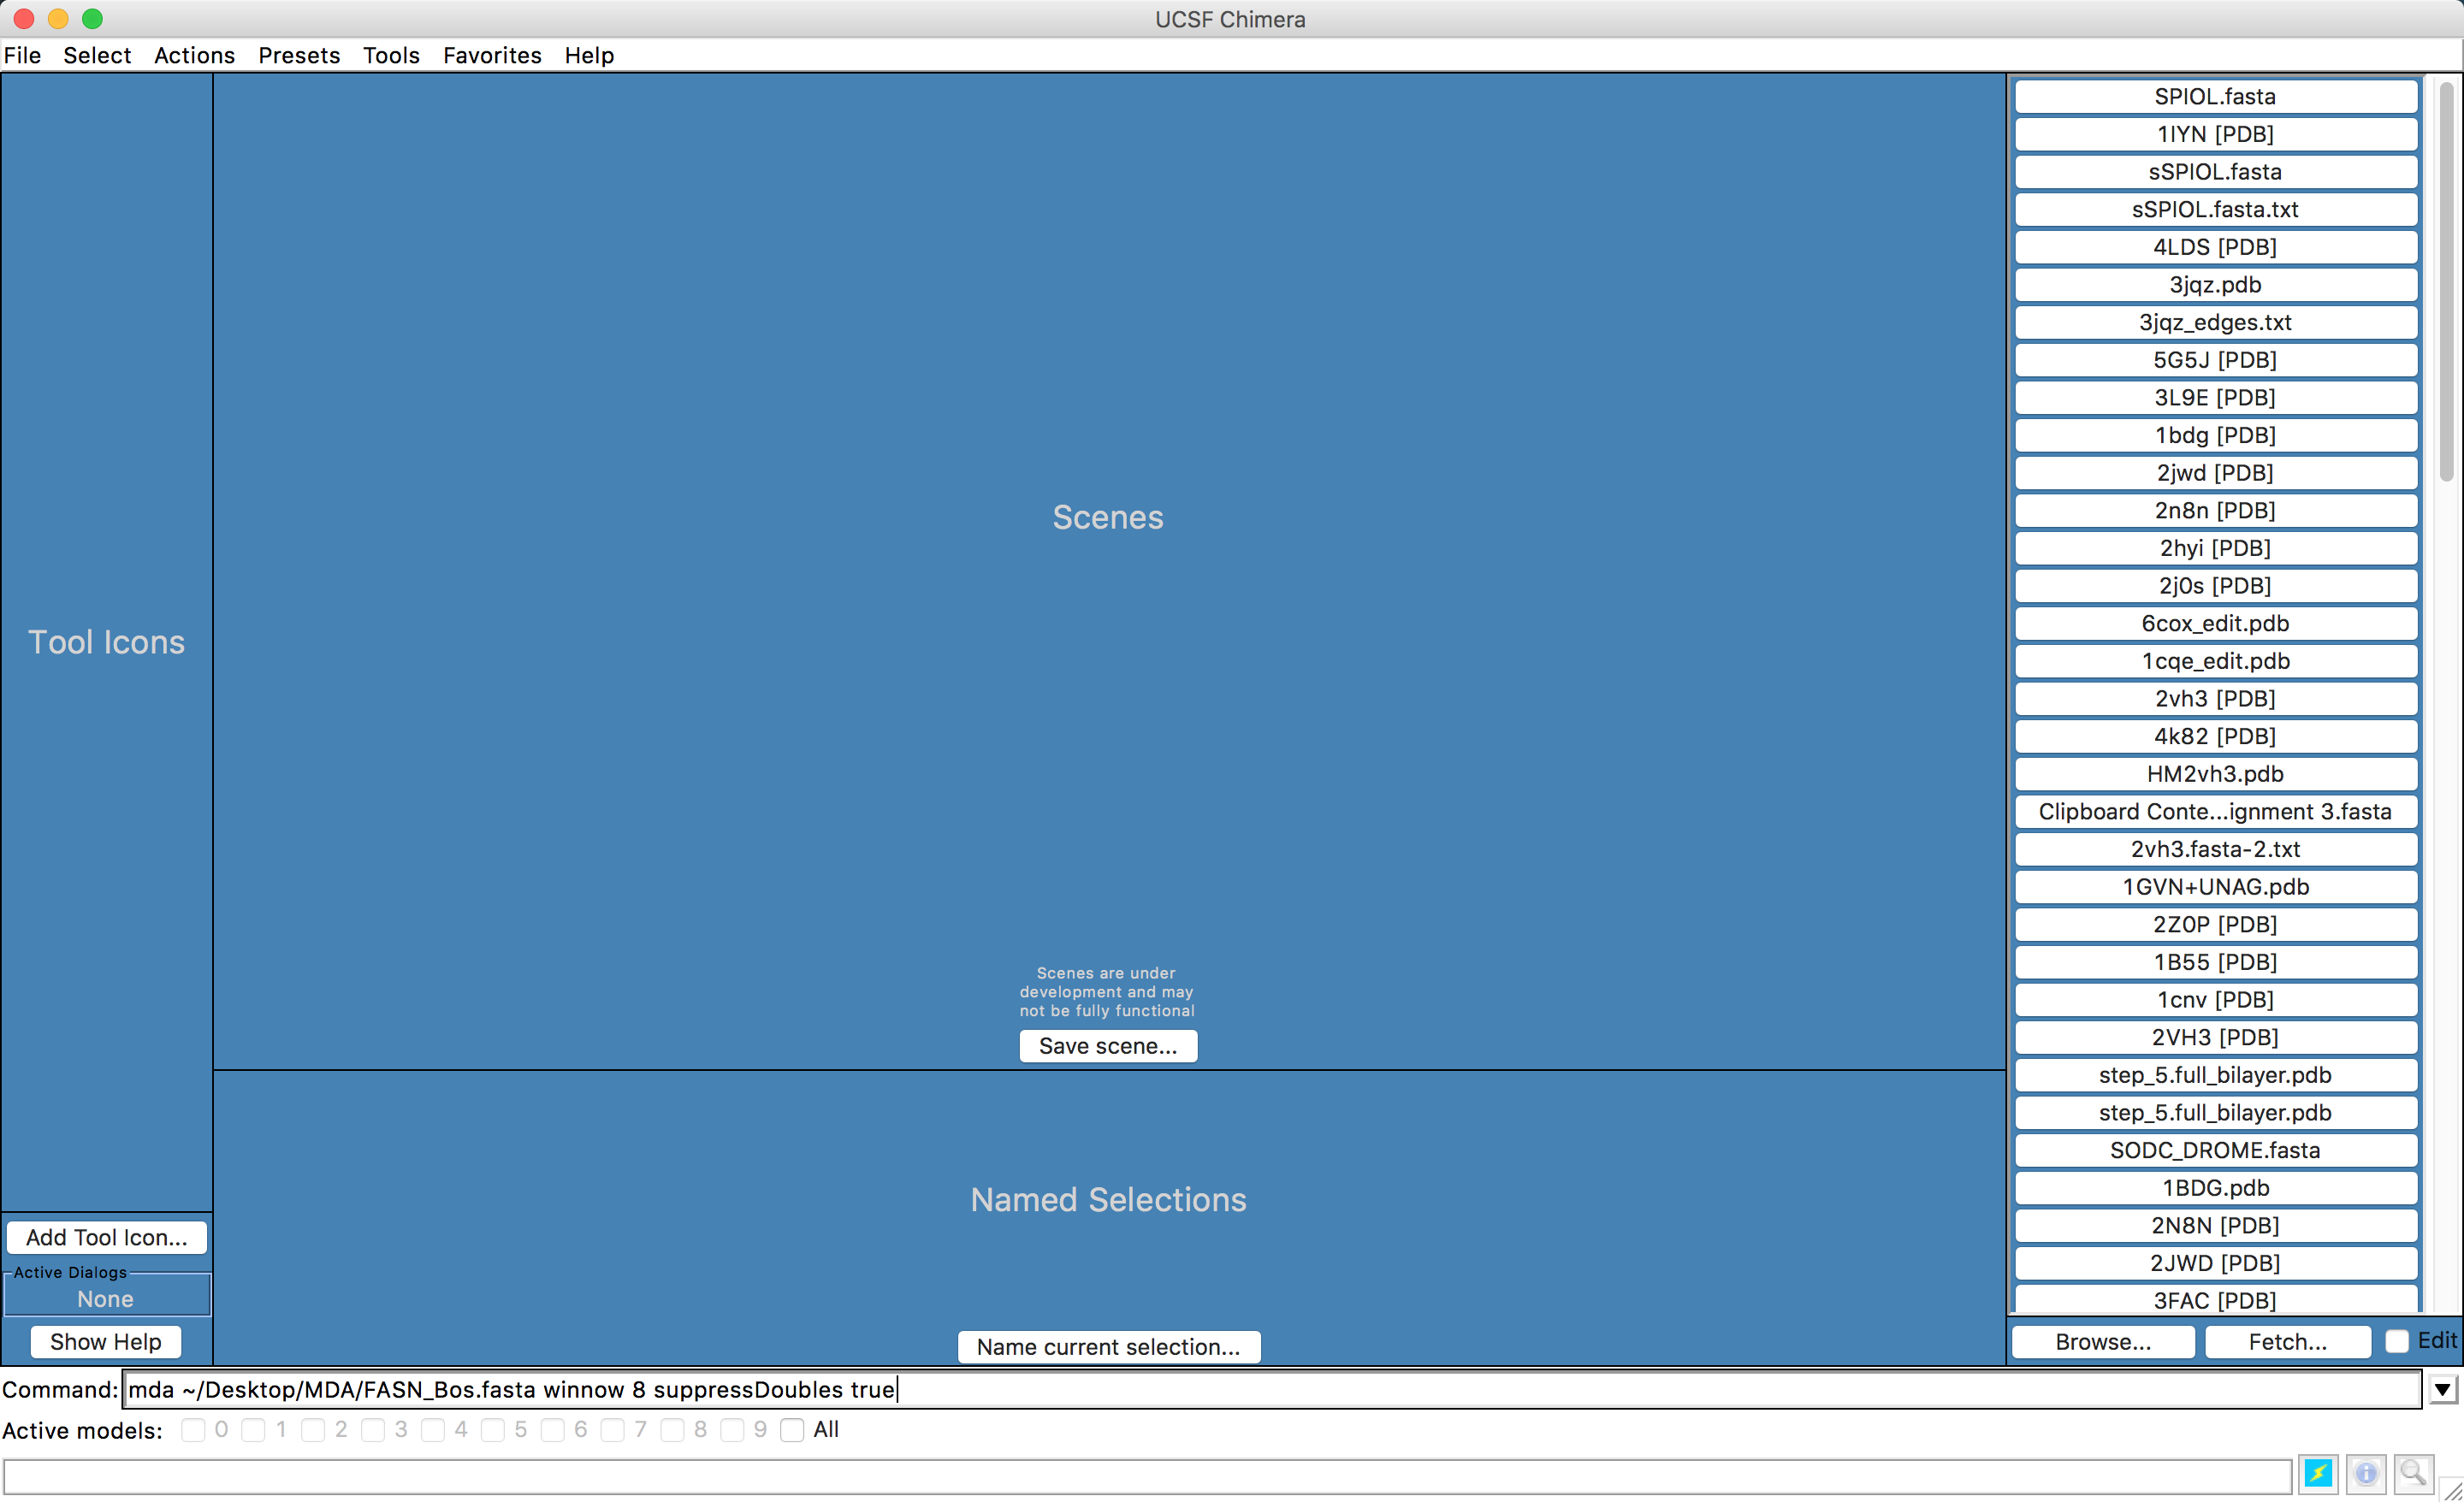 UCSF Chimera
File Select Actions Presets Tools Favorites Help
Tool Icons
Add Tool Icon...
Active Dialogs
None
Show Help
Scenes
Scenes are under
development and may
not be fully functional
Save scene...
Named Selections
Name current selection...
SPIOL.fasta
1IYN [PDB]
sSPIOL.fasta
sSPIOL.fasta.txt
4LDS [PDB]
3jqz.pdb
3jqz_edges.txt
5G5J [PDB]
3L9E [PDB]
1bdg [PDB]
2jwd [PDB]
2n8n [PDB]
2hyi [PDB]
2j0s [PDB]
6cox_edit.pdb
1cqe_edit.pdb
2vh3 [PDB]
4k82 [PDB]
HM2vh3.pdb
Clipboard Conte...ignment 3.fasta
2vh3.fasta-2.txt
1GVN+UNAG.pdb
2Z0P [PDB]
1B55 [PDB]
1cnv [PDB]
2VH3 [PDB]
step_5.full_bilayer.pdb
step_5.full_bilayer.pdb
SODC_DROME.fasta
1BDG.pdb
2N8N [PDB]
2JWD [PDB]
3FAC [PDB]
Browse... Fetch... Edit
Command: mda ~/Desktop/MDA/FASN_Bos.fasta winnow 8 suppressDoubles true
Active models: 0 1 2 3 4 5 6 7 8 9 All